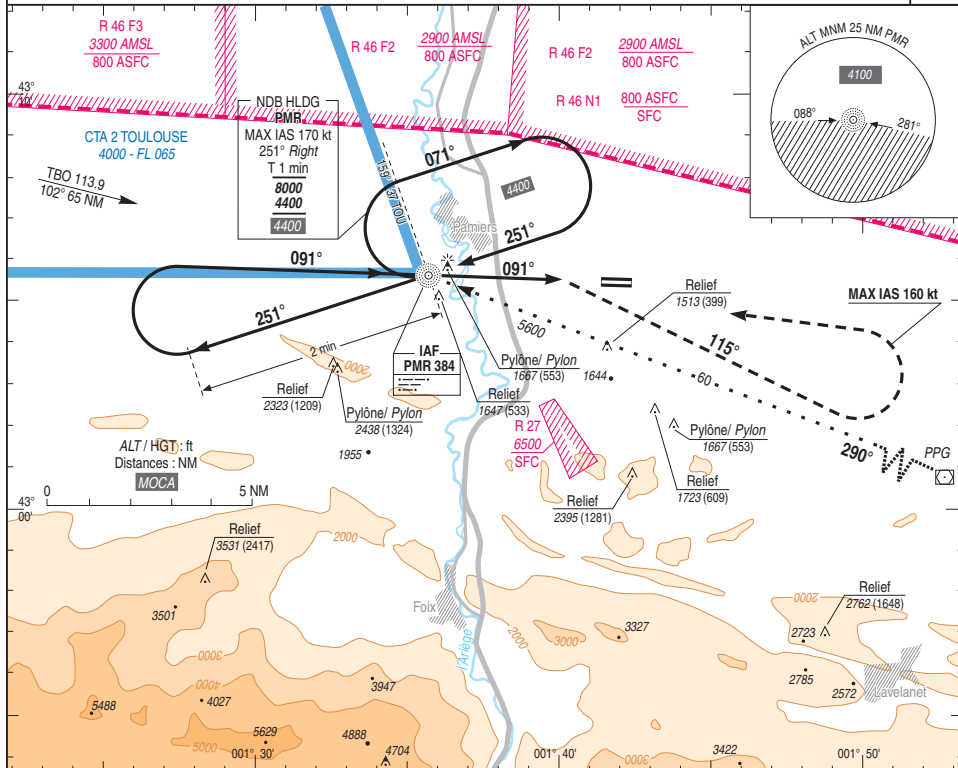 R 46 F3
3300 AMSL
800 ASFC
R 46 F2
2900 AMSL
800 ASFC
R 46 F2
2900 AMSL
800 ASFC
R 46 N1
800 ASFC
SFC
ALT MNM 25 NM PMR
4100
088°
281°
43°
10'
CTA 2 TOULOUSE
4000 - FL 065
NDB HLDG
PMR
MAX IAS 170 kt
251° Right
T 1 min
8000
4400
4400
TBO 113.9
102° 65 NM
159° 37 TOU
071°
4400
Pamiers
251°
091°
091°
251°
2 min
IAF
PMR 384
5600
Relief
1513 (399)
MAX IAS 160 kt
115°
60
290°
PPG
Pylône/ Pylon
1667 (553)
1644
2000
Relief
2323 (1209)
Pylône/ Pylon
2438 (1324)
Relief
1647 (533)
R 27
6500
SFC
Pylône/ Pylon
1667 (553)
Relief
1723 (609)
Relief
2395 (1281)
1955
ALT / HGT : ft
Distances : NM
MOCA
0
5 NM
43°
00'
Relief
3531 (2417)
2000
3501
3000
4000
Foix
l'Ariège
2000
3000
3327
2000
Relief
2762 (1648)
2723
2785
2572
Lavelanet
3947
4027
5488
5629
4888
4704
5000
001° 30'
001° 40'
3000
3422
001° 50'